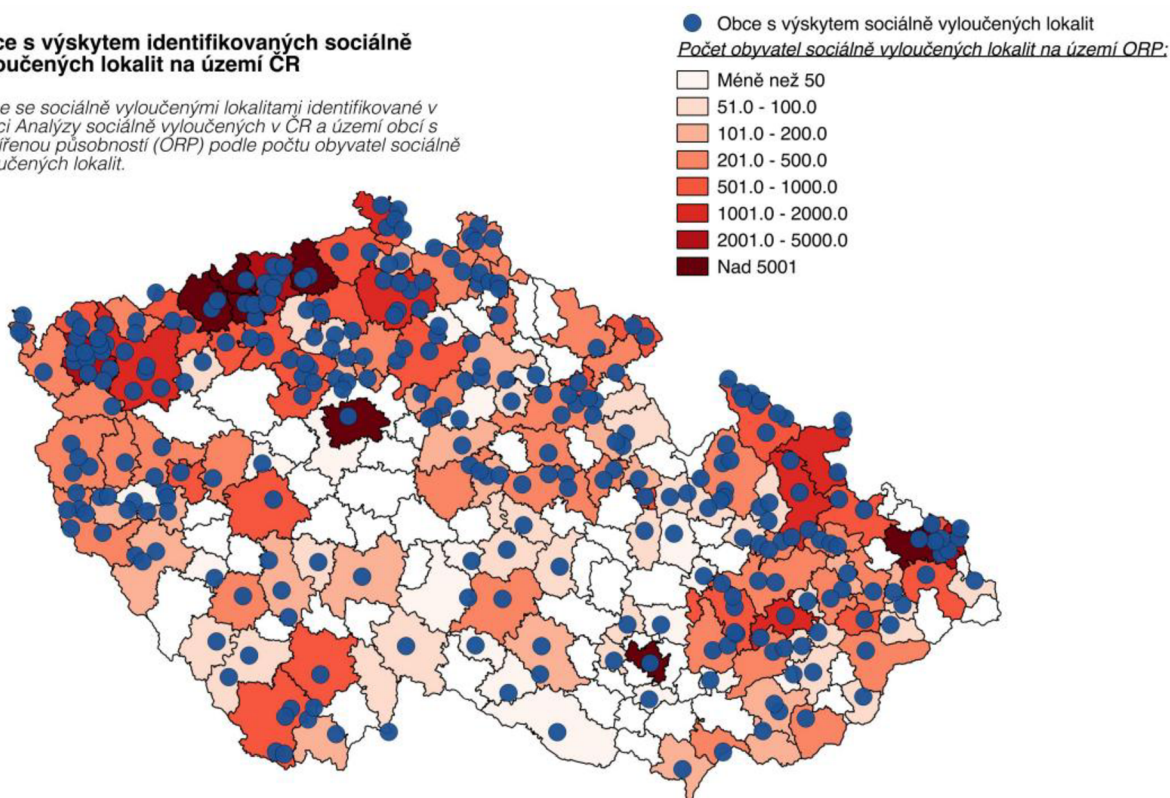 ce s výskytem identifikovaných sociálně
oučených lokalit na území ČR
e se sociálně vyloučenými lokalitami identifikované v
ci Analýzy sociálně vyloučených v ČR a území obcí s
ířenou působností (ORP) podle počtu obyvatel sociálně
učených lokalit.
Obce s výskytem sociálně vyloučených lokalit
Počet obyvatel sociálně vyloučených lokalit na území ORP:
Méně než 50
51.0 - 100.0
101.0 - 200.0
201.0 - 500.0
501.0 - 1000.0
1001.0 - 2000.0
2001.0 - 5000.0
Nad 5001